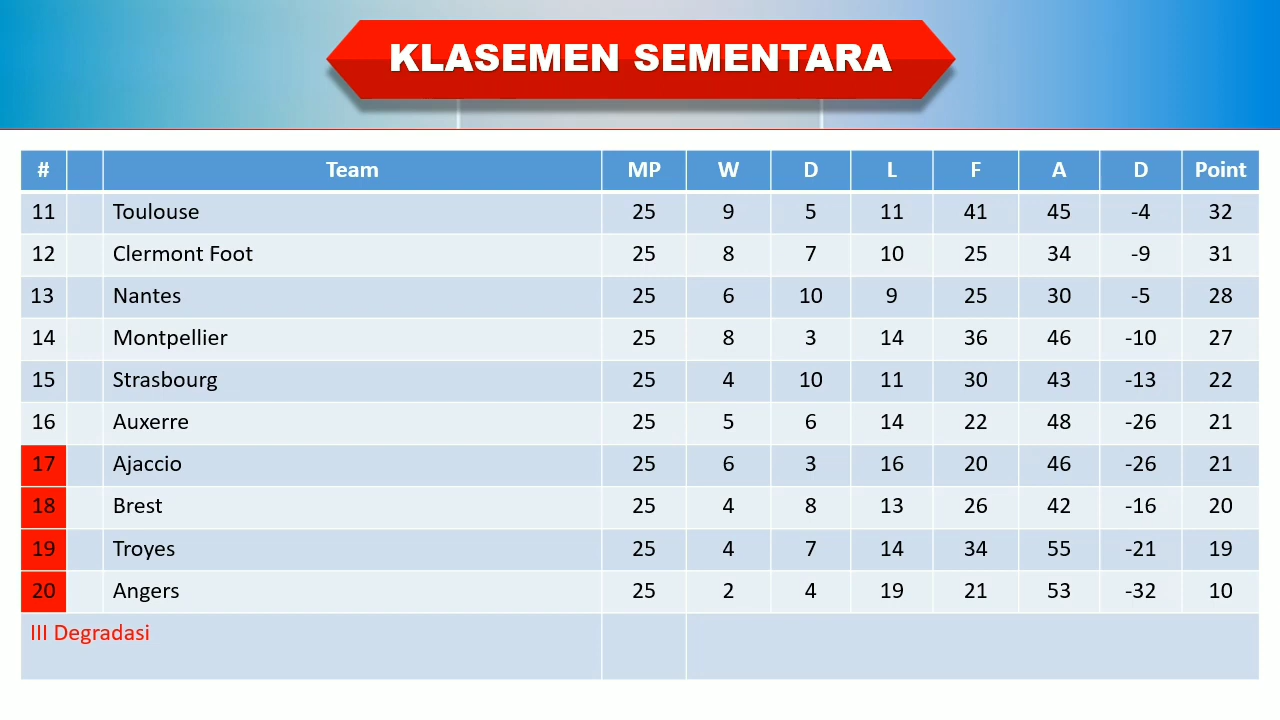 KLASEMEN SEMENTARA
# Team MP W D L F A D Point
11 Toulouse 25 9 5 11 41 45 -4 32
12 Clermont Foot 25 8 7 10 25 34 -9 31
13 Nantes 25 6 10 9 25 30 -5 28
14 Montpellier 25 8 3 14 36 46 -10 27
15 Strasbourg 25 4 10 11 30 43 -13 22
16 Auxerre 25 5 6 14 22 48 -26 21
17 Ajaccio 25 6 3 16 20 46 -26 21
18 Brest 25 4 8 13 26 42 -16 20
19 Troyes 25 4 7 14 34 55 -21 19
20 Angers 25 2 4 19 21 53 -32 10
III Degradasi